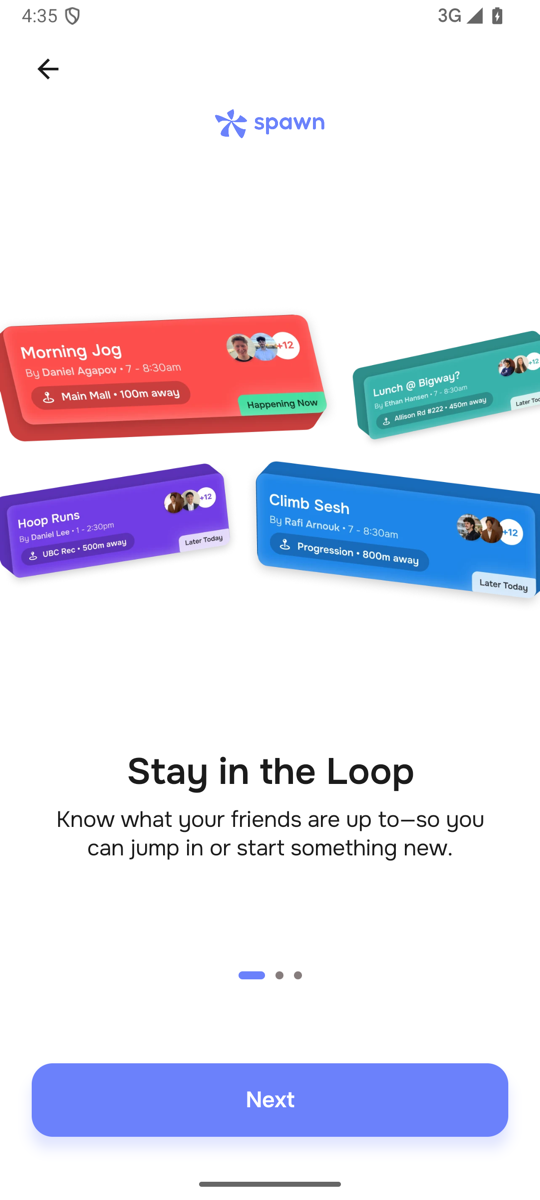 4:35
3G
spawn
Morning Jog
By Daniel Agapov • 7 - 8:30am
Main Mall • 100m away
+12
Happening Now
Lunch @ Bigway?
By Ethan Hansen • 7 - 8:30am
Allison Rd #222 • 450m away
+12
Later Too
Hoop Runs
By Daniel Lee • 1 - 2:30pm
UBC Rec • 500m away
+12
Later Today
Climb Sesh
By Rafi Arnouk • 7 - 8:30am
Progression • 800m away
+12
Later Today
Stay in the Loop
Know what your friends are up to—so you
can jump in or start something new.
Next